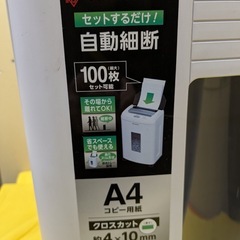 セットするだけ!
自動細断
100枚
(最大)
セット可能
その場から
離れてOK!
省スペース
でも使える
A4
コピー用紙
クロスカット
約4×10mm